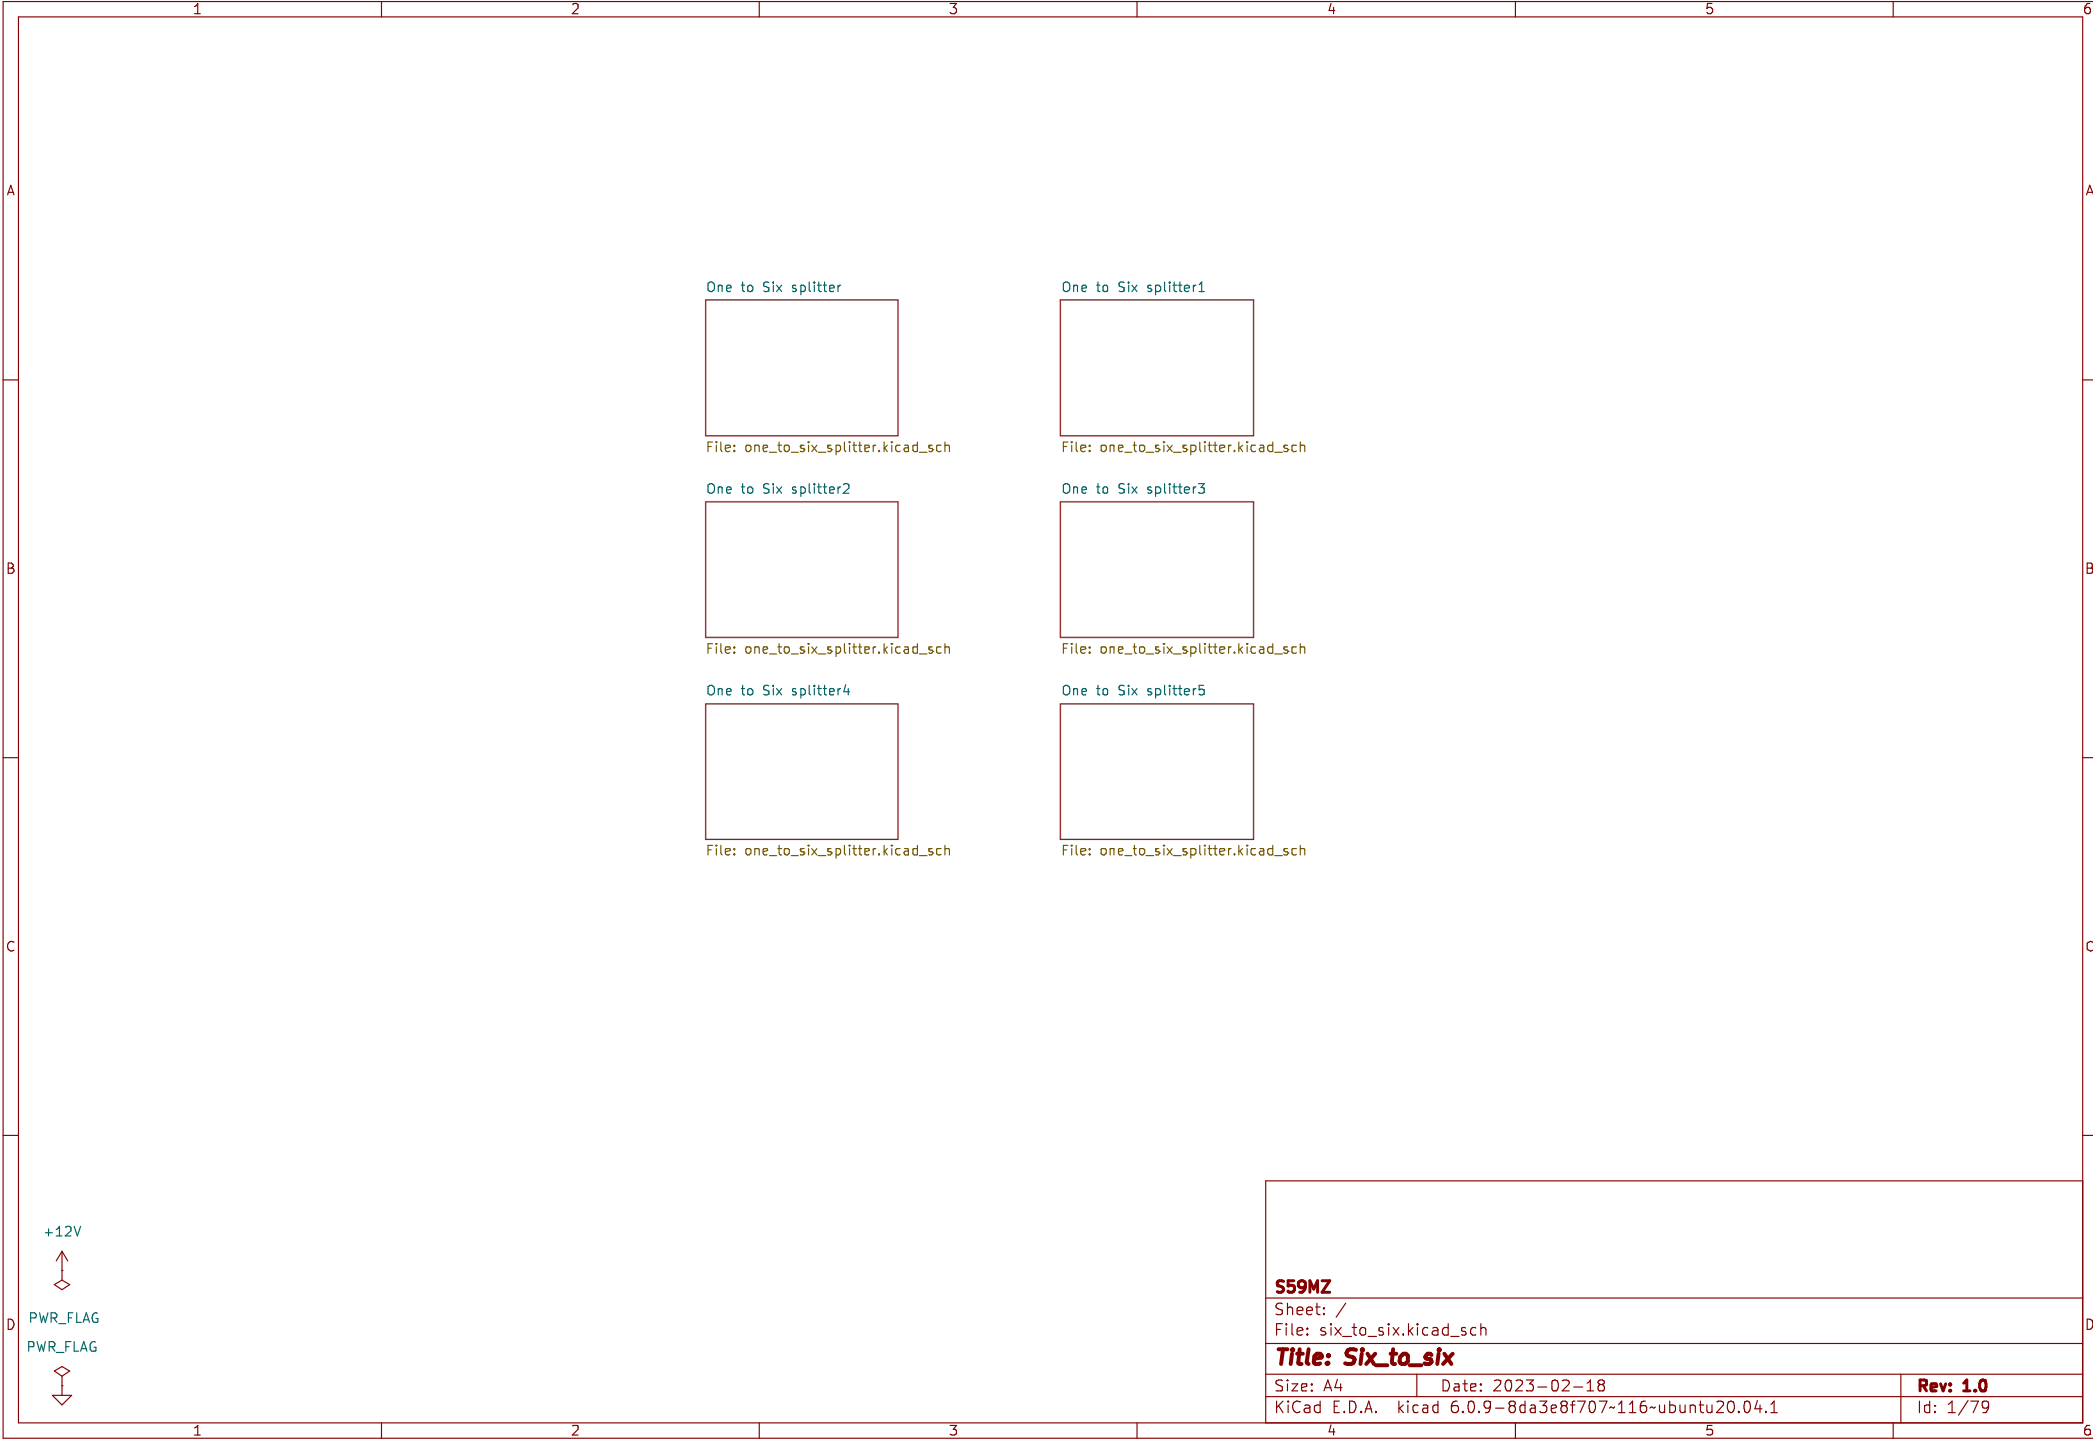 1 2 3 4 5 6
A A
One to Six splitter One to Six splitter1
File: one_to_six_splitter.kicad_sch File: one_to_six_splitter.kicad_sch
One to Six splitter2 One to Six splitter3
B B
File: one_to_six_splitter.kicad_sch File: one_to_six_splitter.kicad_sch
One to Six splitter4 One to Six splitter5
File: one_to_six_splitter.kicad_sch File: one_to_six_splitter.kicad_sch
C C
+12V
PWR_FLAG
PWR_FLAG
D D
S59MZ
Sheet: /
File: six_to_six.kicad_sch
Title: Six_to_six
Size: A4 Date: 2023-02-18 Rev: 1.0
KiCad E.D.A. kicad 6.0.9-8da3e8f707~116~ubuntu20.04.1 Id: 1/79
1 2 3 4 5 6